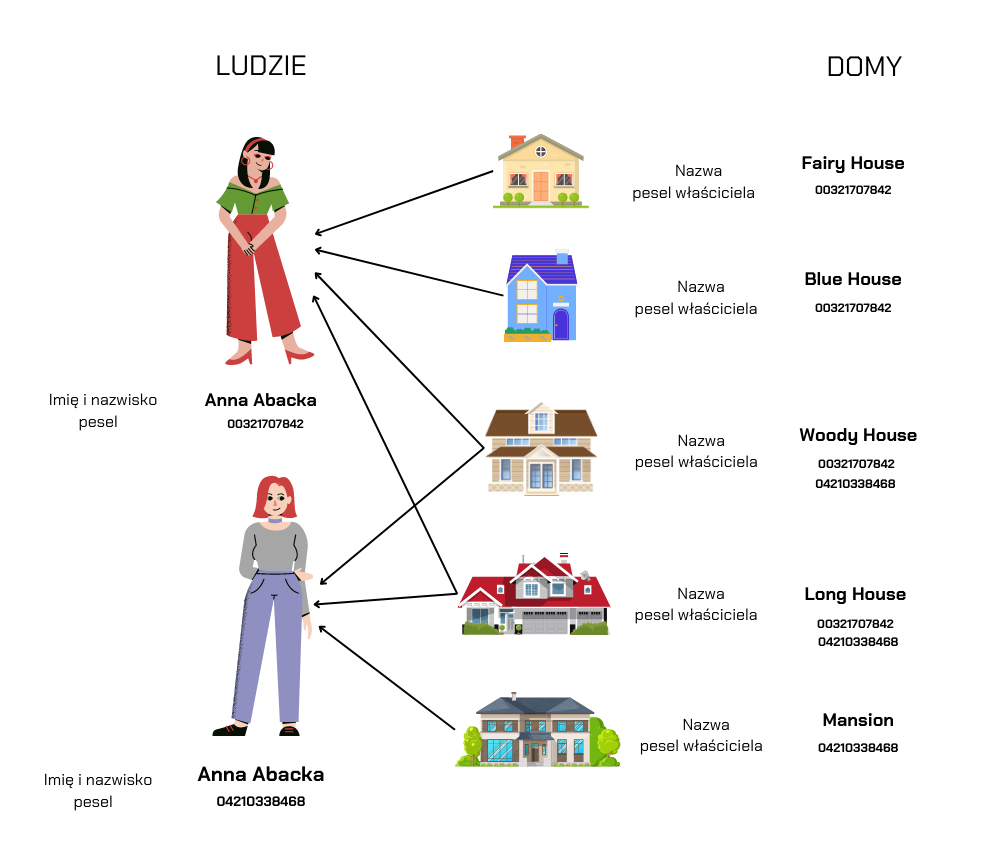 LUDZIE
DOMY
Nazwa
pesel właściciela
Fairy House
00321707842
Nazwa
pesel właściciela
Blue House
00321707842
Imię i nazwisko
pesel
Anna Abacka
00321707842
Nazwa
pesel właściciela
Woody House
00321707842
04210338468
Nazwa
pesel właściciela
Long House
00321707842
04210338468
Nazwa
pesel właściciela
Mansion
04210338468
Imię i nazwisko
pesel
Anna Abacka
04210338468